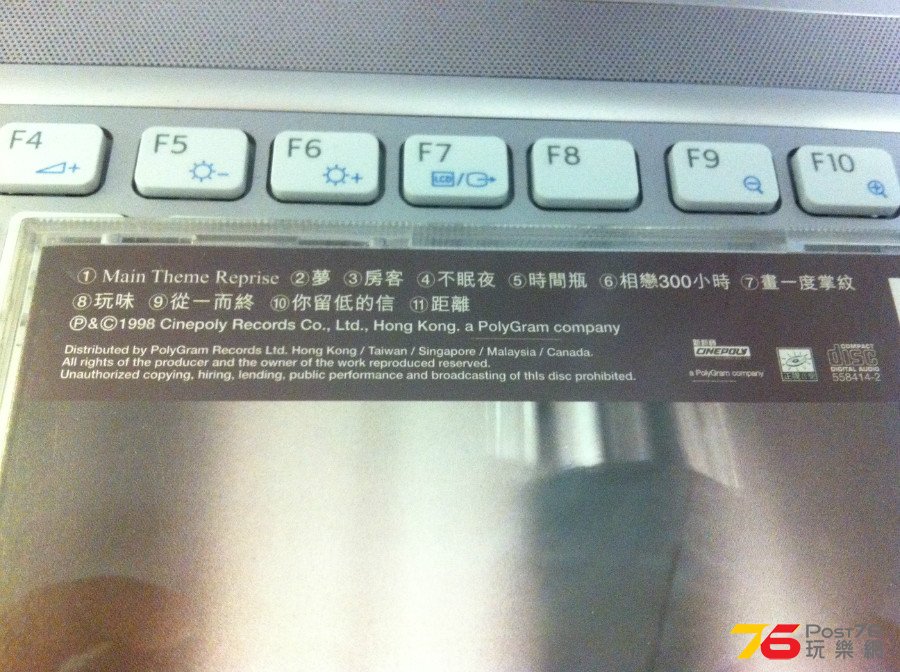 F4
F5
F6
F7
LCD
F8
F9
F10
① Main Theme Reprise ②夢 ③房客 ④不眠夜 ⑤時間瓶 ⑥相戀300小時 ⑦畫一度掌紋
⑧玩味 ⑨從一而終 ⑩你留低的信 ⑪距離
℗&©1998 Cinepoly Records Co., Ltd., Hong Kong. a PolyGram company
Distributed by PolyGram Records Ltd. Hong Kong / Taiwan / Singapore / Malaysia / Canada.
All rights of the producer and the owner of the work reproduced reserved.
Unauthorized copying, hiring, lending, public performance and broadcasting of this disc prohibited.
CINEPOLY
a PolyGram company
COMPACT
disc
DIGITAL AUDIO
558414-2
76 Post76
玩樂網